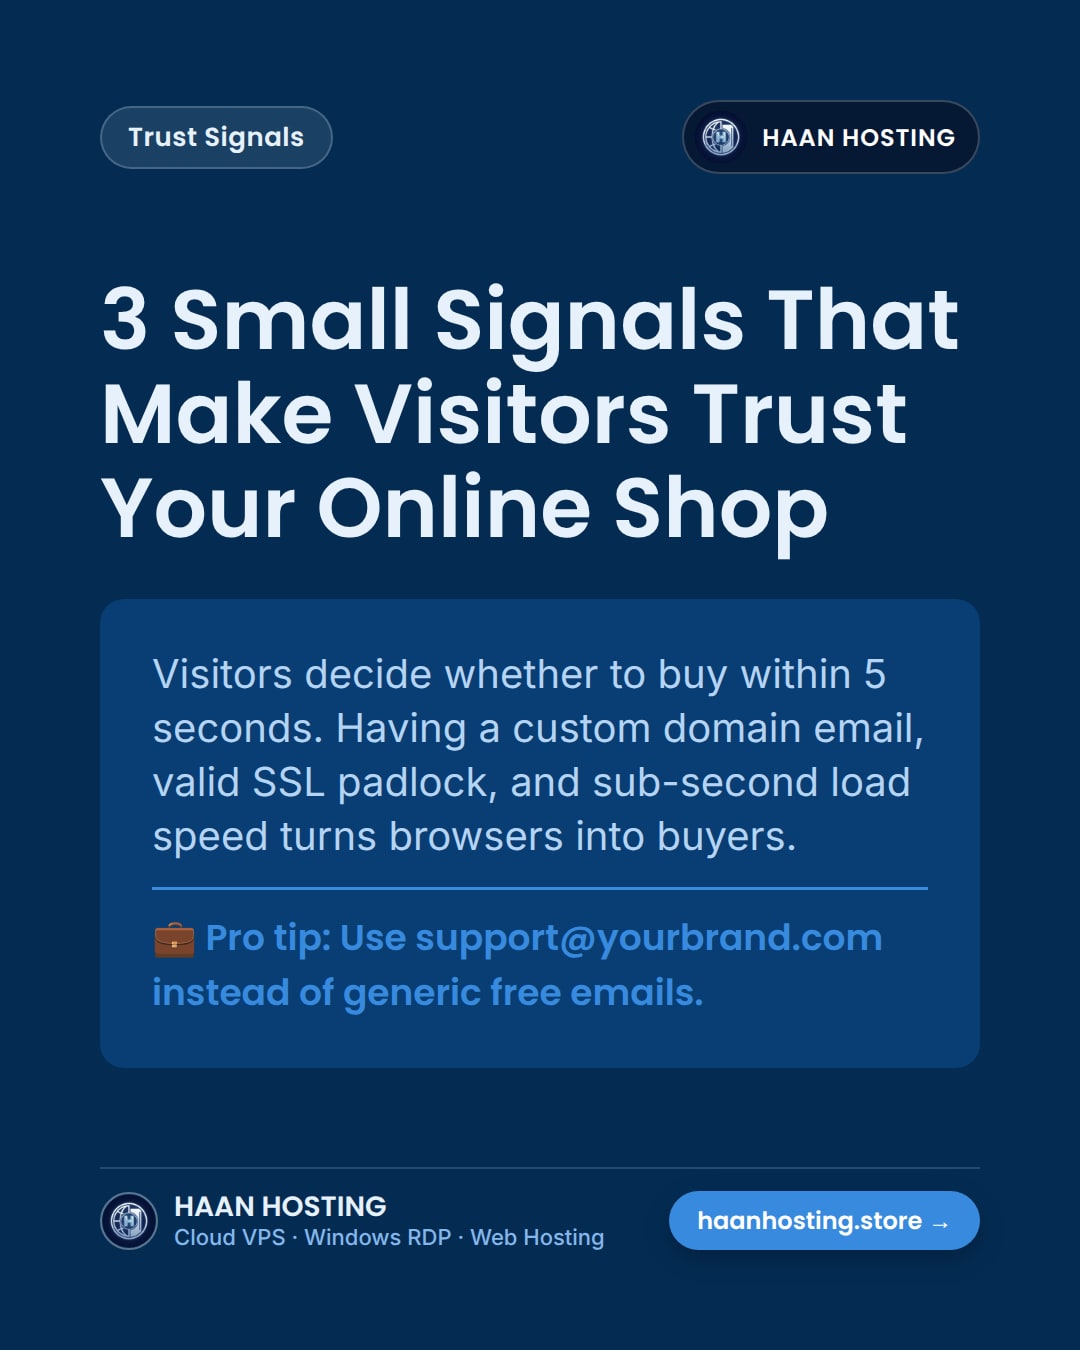 Trust Signals
HAAN HOSTING
3 Small Signals That
Make Visitors Trust
Your Online Shop
Visitors decide whether to buy within 5
seconds. Having a custom domain email,
valid SSL padlock, and sub-second load
speed turns browsers into buyers.
💼 Pro tip: Use support@yourbrand.com
instead of generic free emails.
HAAN HOSTING
Cloud VPS · Windows RDP · Web Hosting
haanhosting.store →